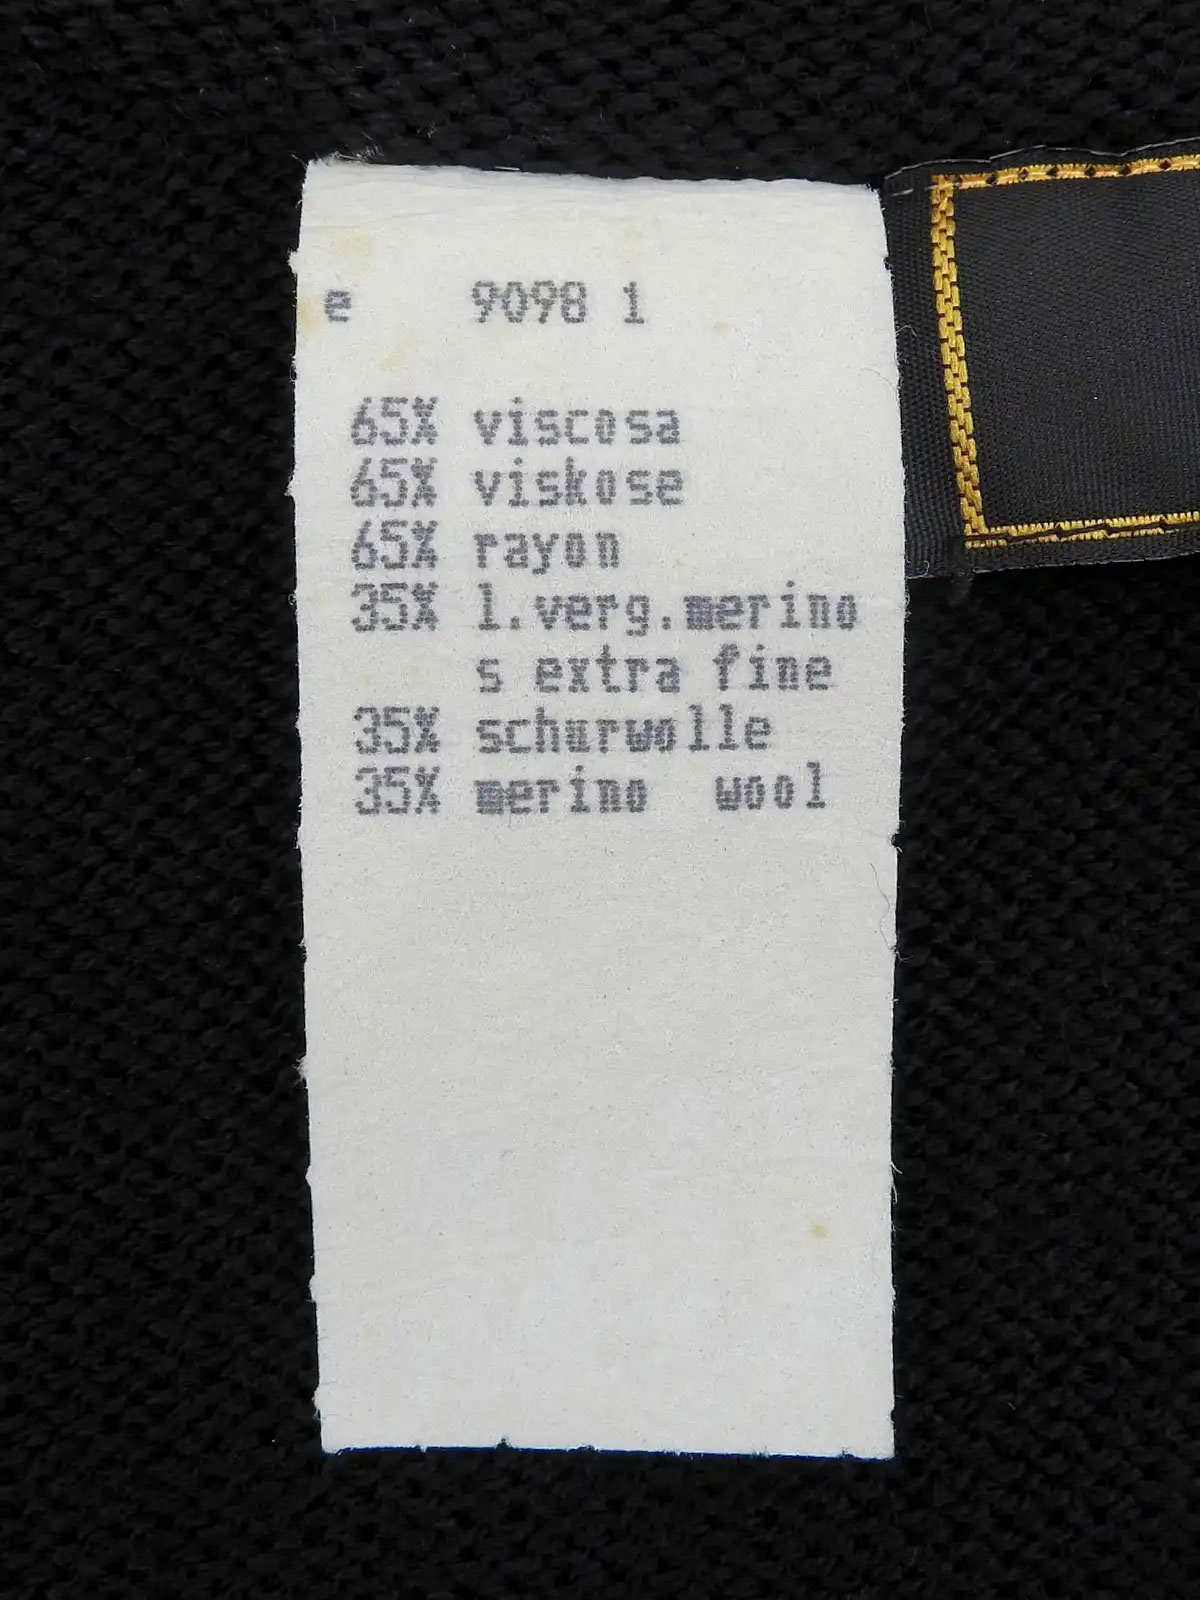 e 9098 1
65% viscosa
65% viskose
65% rayon
35% l.verg.merino
s extra fine
35% schurwolle
35% merino wool